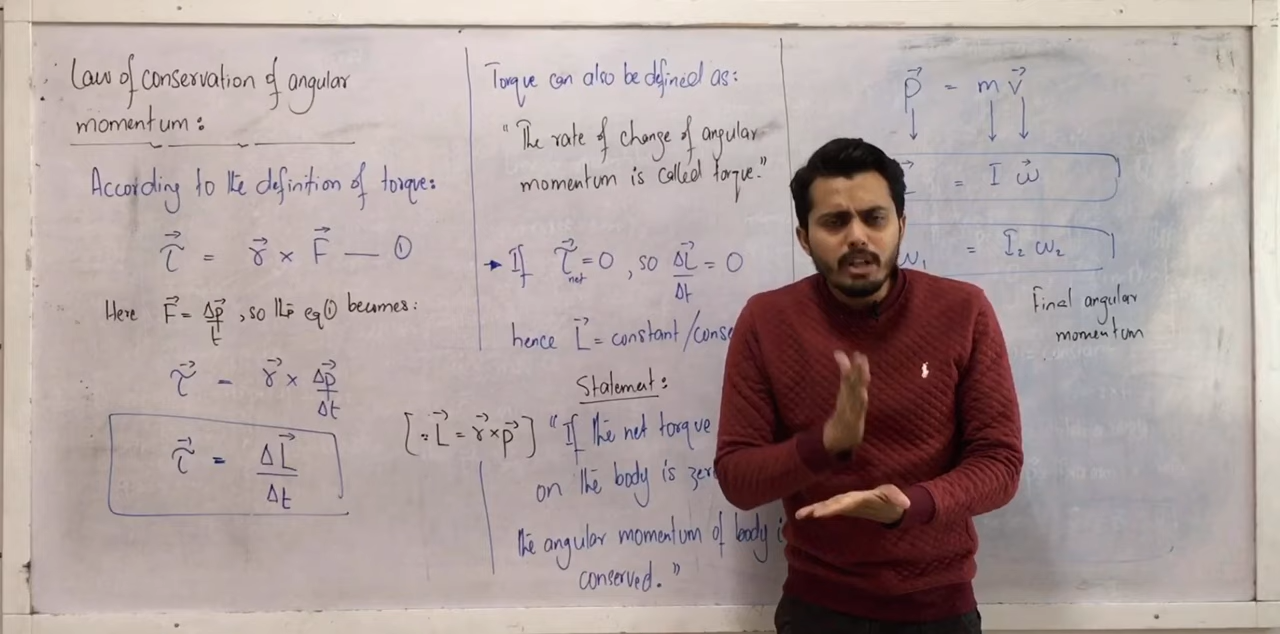 Law of conservation of angular
momentum:
According to the definition of torque:
τ⃗ = r⃗ × F⃗ — ①
Here F⃗ = Δp⃗/t, so the eq① becomes:
τ⃗ = r⃗ × Δp⃗/Δt
τ⃗ = ΔL⃗/Δt
[∵ L⃗ = r⃗ × p⃗]
Torque can also be defined as:
"The rate of change of angular
momentum is called torque."
→ If τ⃗net = 0, so ΔL⃗/Δt = 0
hence L⃗ = constant/conse
Statement:
"If the net torque
on the body is zero
the angular momentum of body i
conserved."
p⃗ = m v⃗
↓ ↓ ↓
= I ω⃗
ω₁ = I₂ ω₂
final angular
momentum